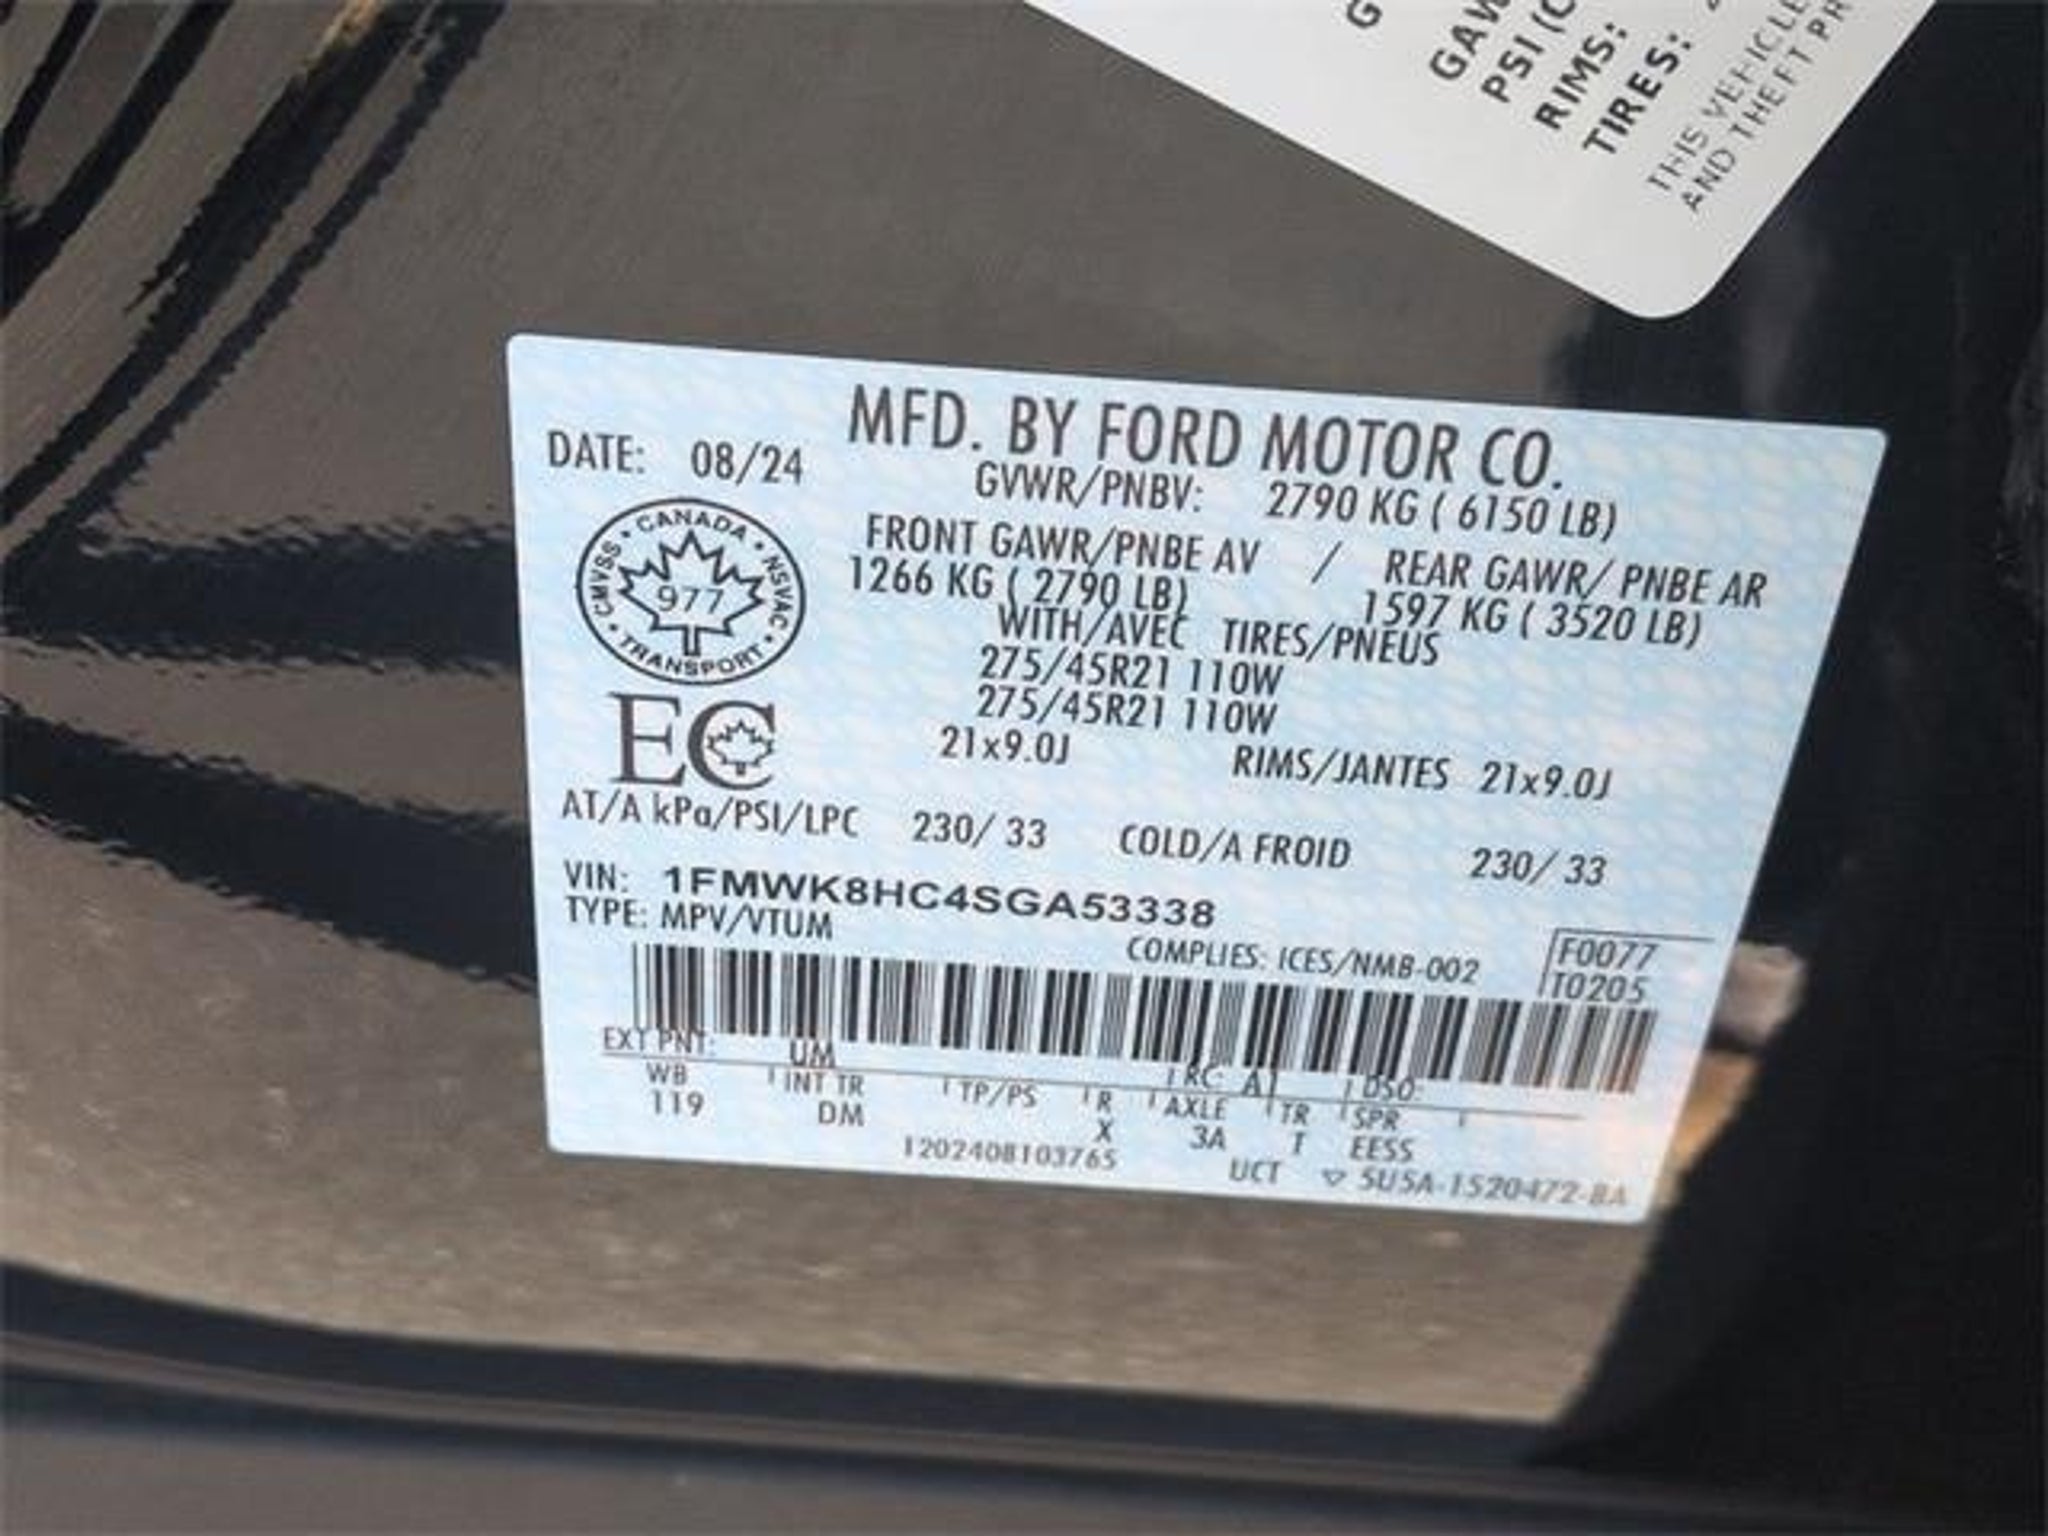 G
GAW
PSI (C
RIMS:
TIRES:
THIS VEHICLE
AND THEFT PR
MFD. BY FORD MOTOR CO.
DATE: 08/24
GVWR/PNBV: 2790 KG ( 6150 LB)
FRONT GAWR/PNBE AV / REAR GAWR/ PNBE AR
1266 KG ( 2790 LB) 1597 KG ( 3520 LB)
WITH/AVEC TIRES/PNEUS
275/45R21 110W
275/45R21 110W
21x9.0J RIMS/JANTES 21x9.0J
CANADA
CMVSS 977 NSVAC
TRANSPORT
EC
AT/A kPa/PSI/LPC 230/ 33 COLD/A FROID 230/ 33
VIN: 1FMWK8HC4SGA53338
TYPE: MPV/VTUM
COMPLIES: ICES/NMB-002
F0077
T0205
EXT PNT: UM RC: A1 DSO:
WB INT TR TP/PS R AXLE TR SPR
119 DM X 3A T EESS
1202408103765 UCT ▽ 5U5A-1520472-BA